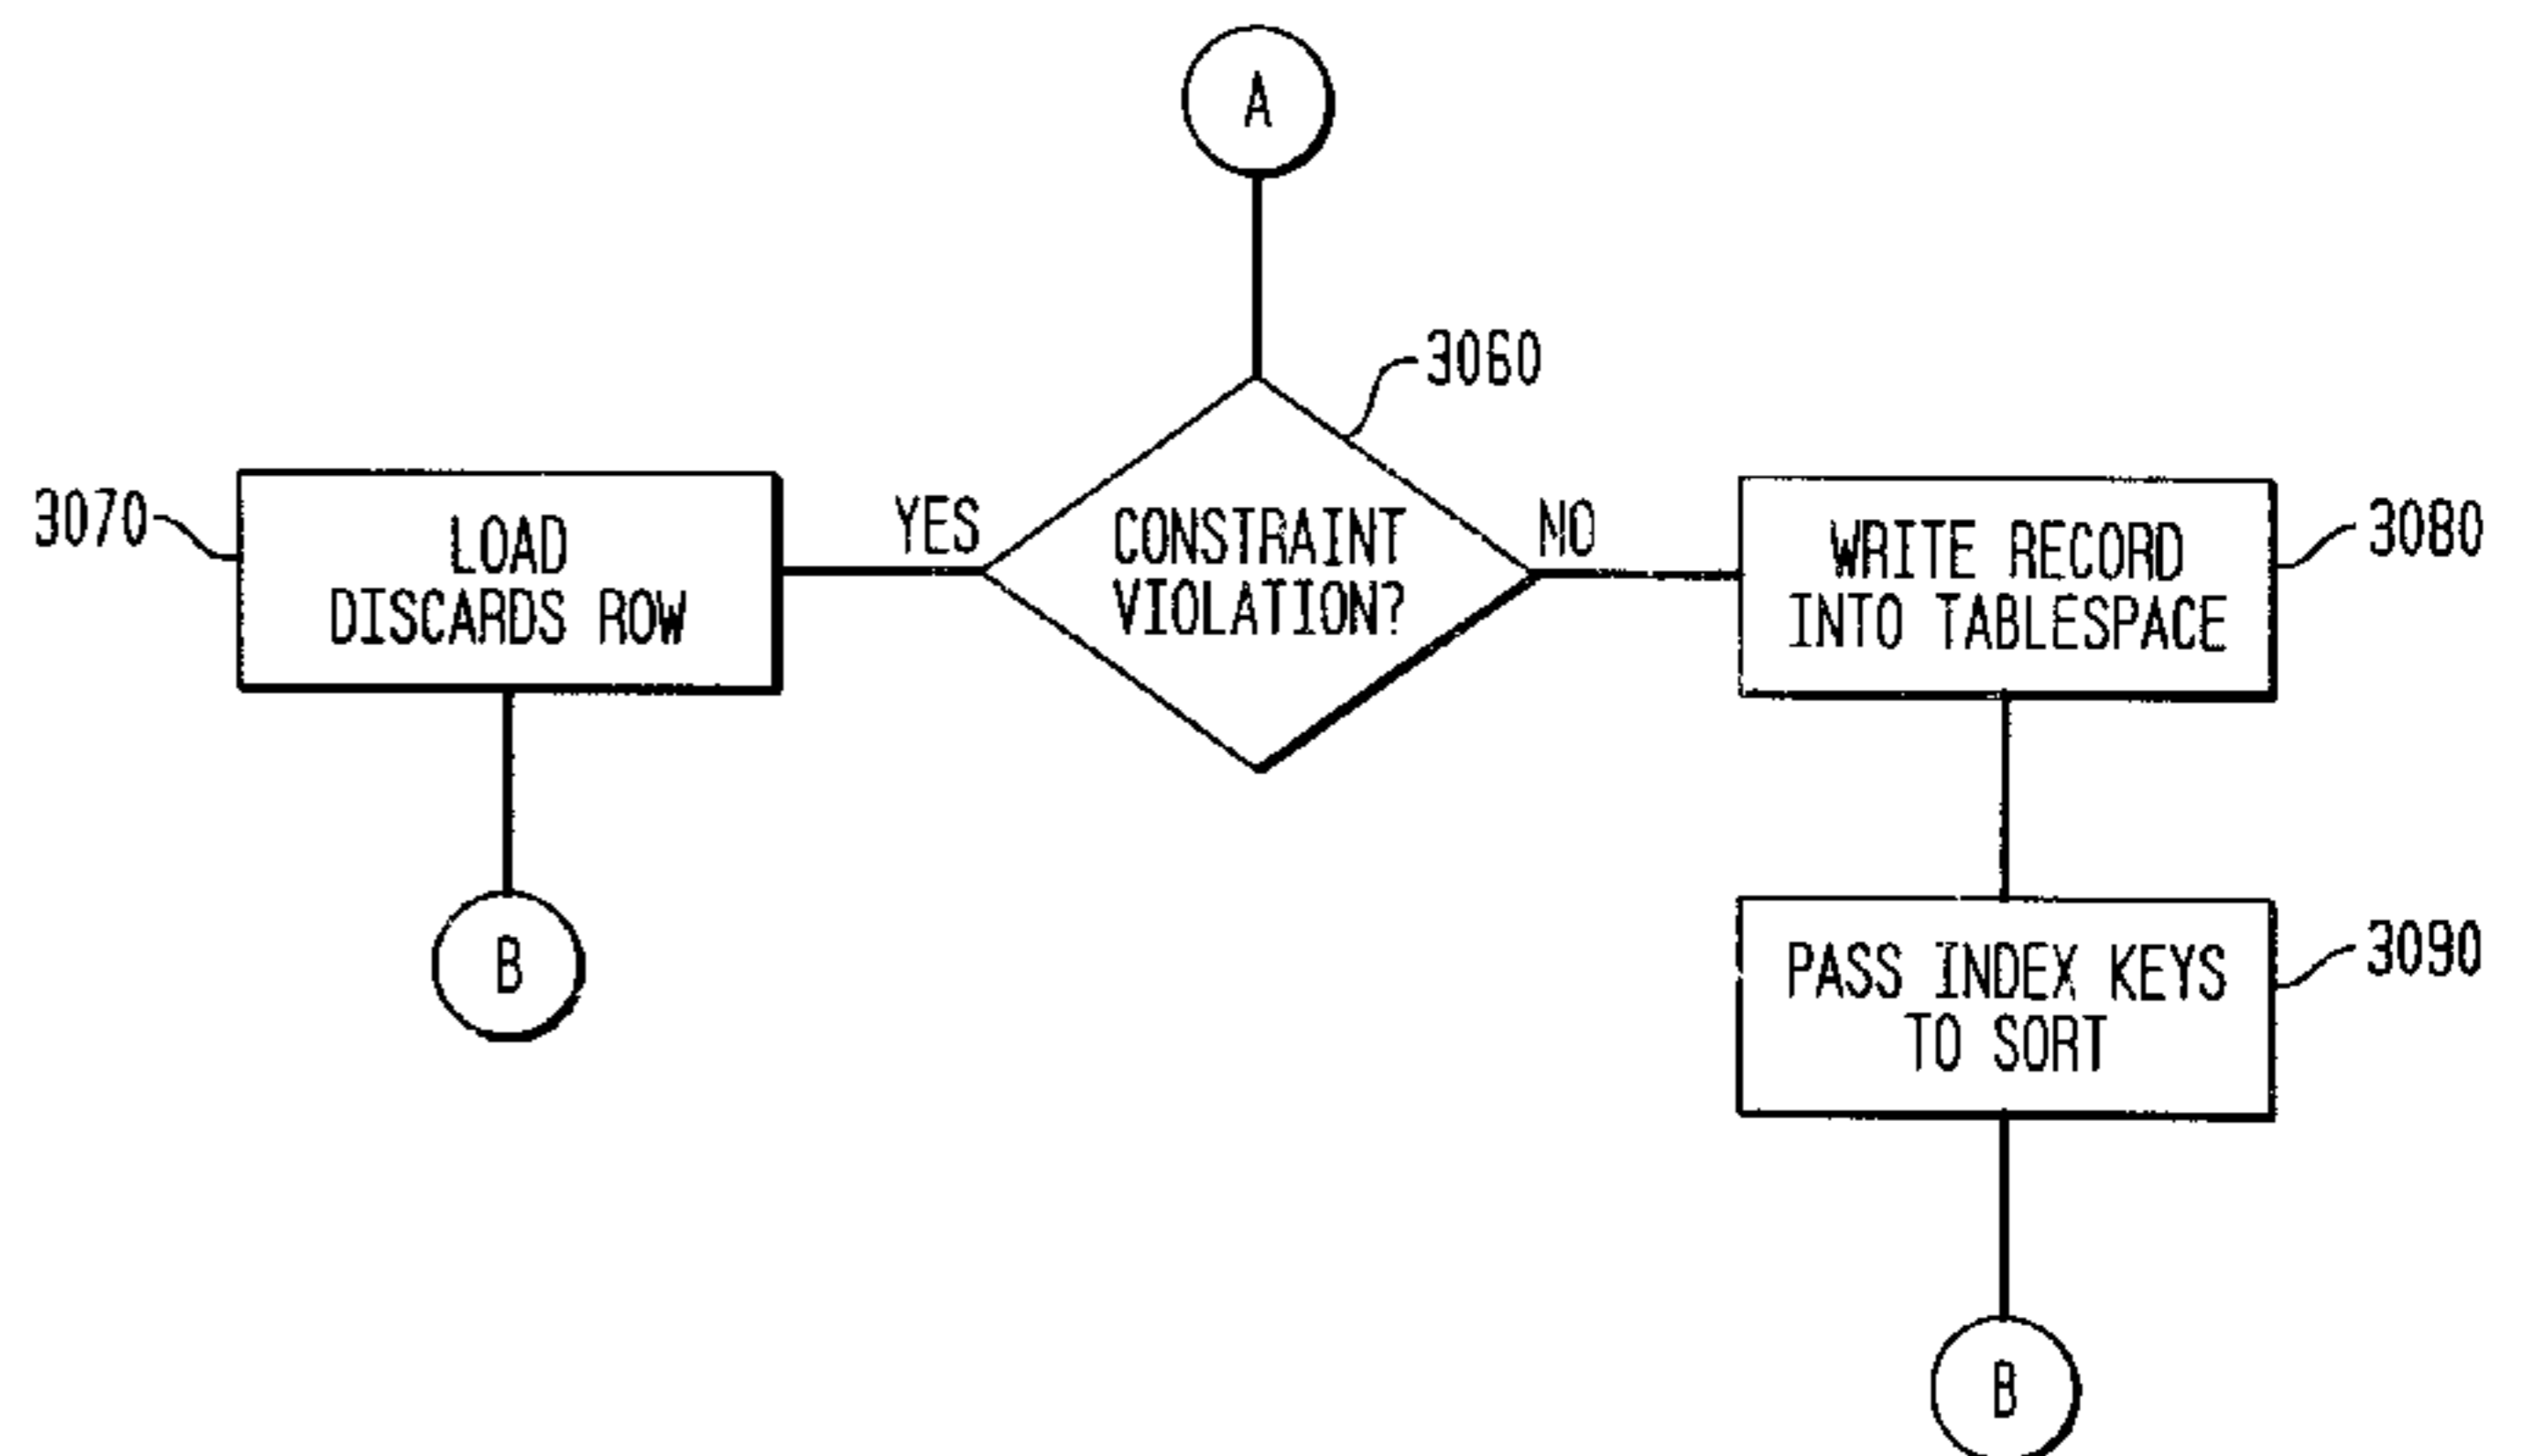 A
3060
3070
LOAD
DISCARDS ROW
YES
CONSTRAINT
VIOLATION?
NO
WRITE RECORD
INTO TABLESPACE
3080
PASS INDEX KEYS
TO SORT
3090
B
B